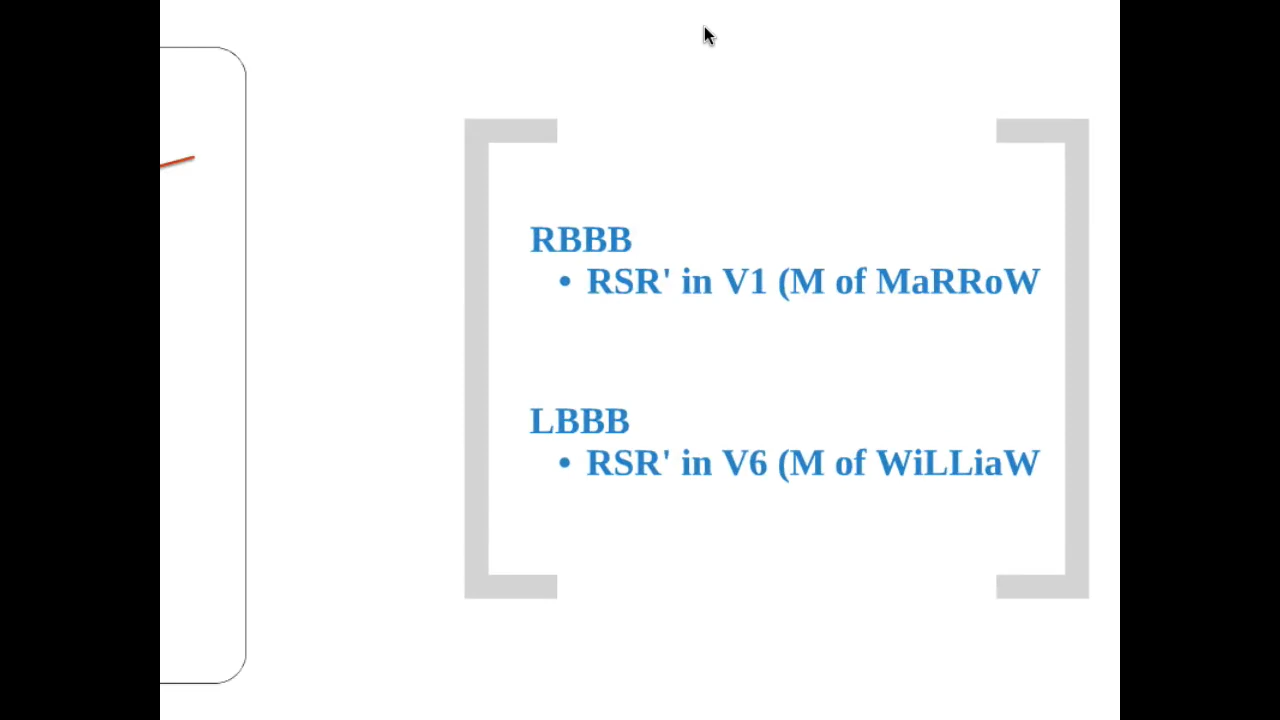 RBBB
• RSR' in V1 (M of MaRRoW
LBBB
• RSR' in V6 (M of WiLLiaW